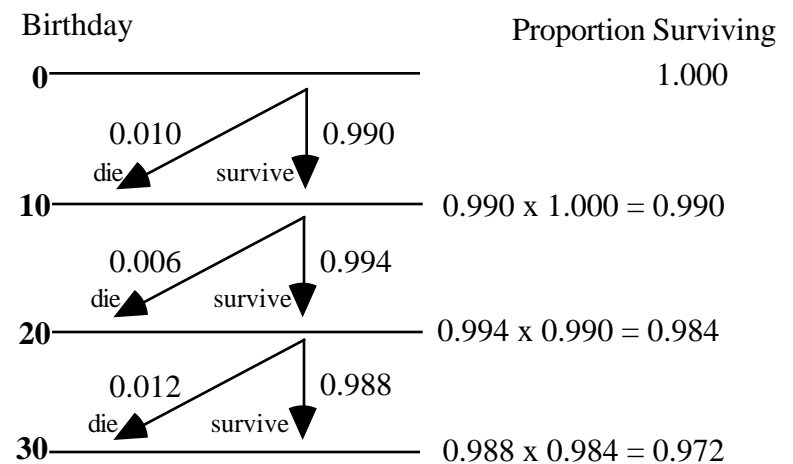 Birthday Proportion Surviving
0 1.000
0.010 0.990
die survive
10 0.990 x 1.000 = 0.990
0.006 0.994
die survive
20 0.994 x 0.990 = 0.984
0.012 0.988
die survive
30 0.988 x 0.984 = 0.972